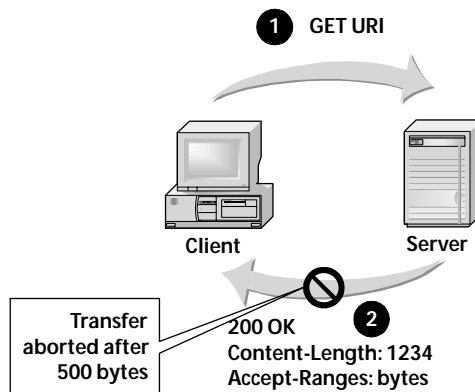 1 GET URI
Client
Server
Transfer
aborted after
500 bytes
2
200 OK
Content-Length: 1234
Accept-Ranges: bytes